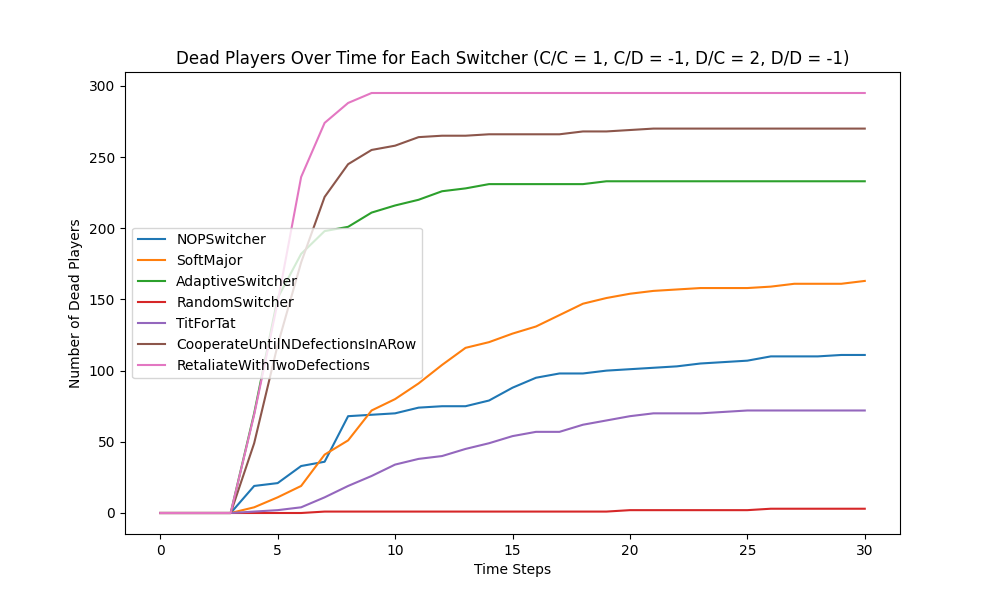 Dead Players Over Time for Each Switcher (C/C = 1, C/D = -1, D/C = 2, D/D = -1)
300
250
200
150
100
50
0
Number of Dead Players
NOPSwitcher
SoftMajor
AdaptiveSwitcher
RandomSwitcher
TitForTat
CooperateUntilNDefectionsInARow
RetaliateWithTwoDefections
0 5 10 15 20 25 30
Time Steps